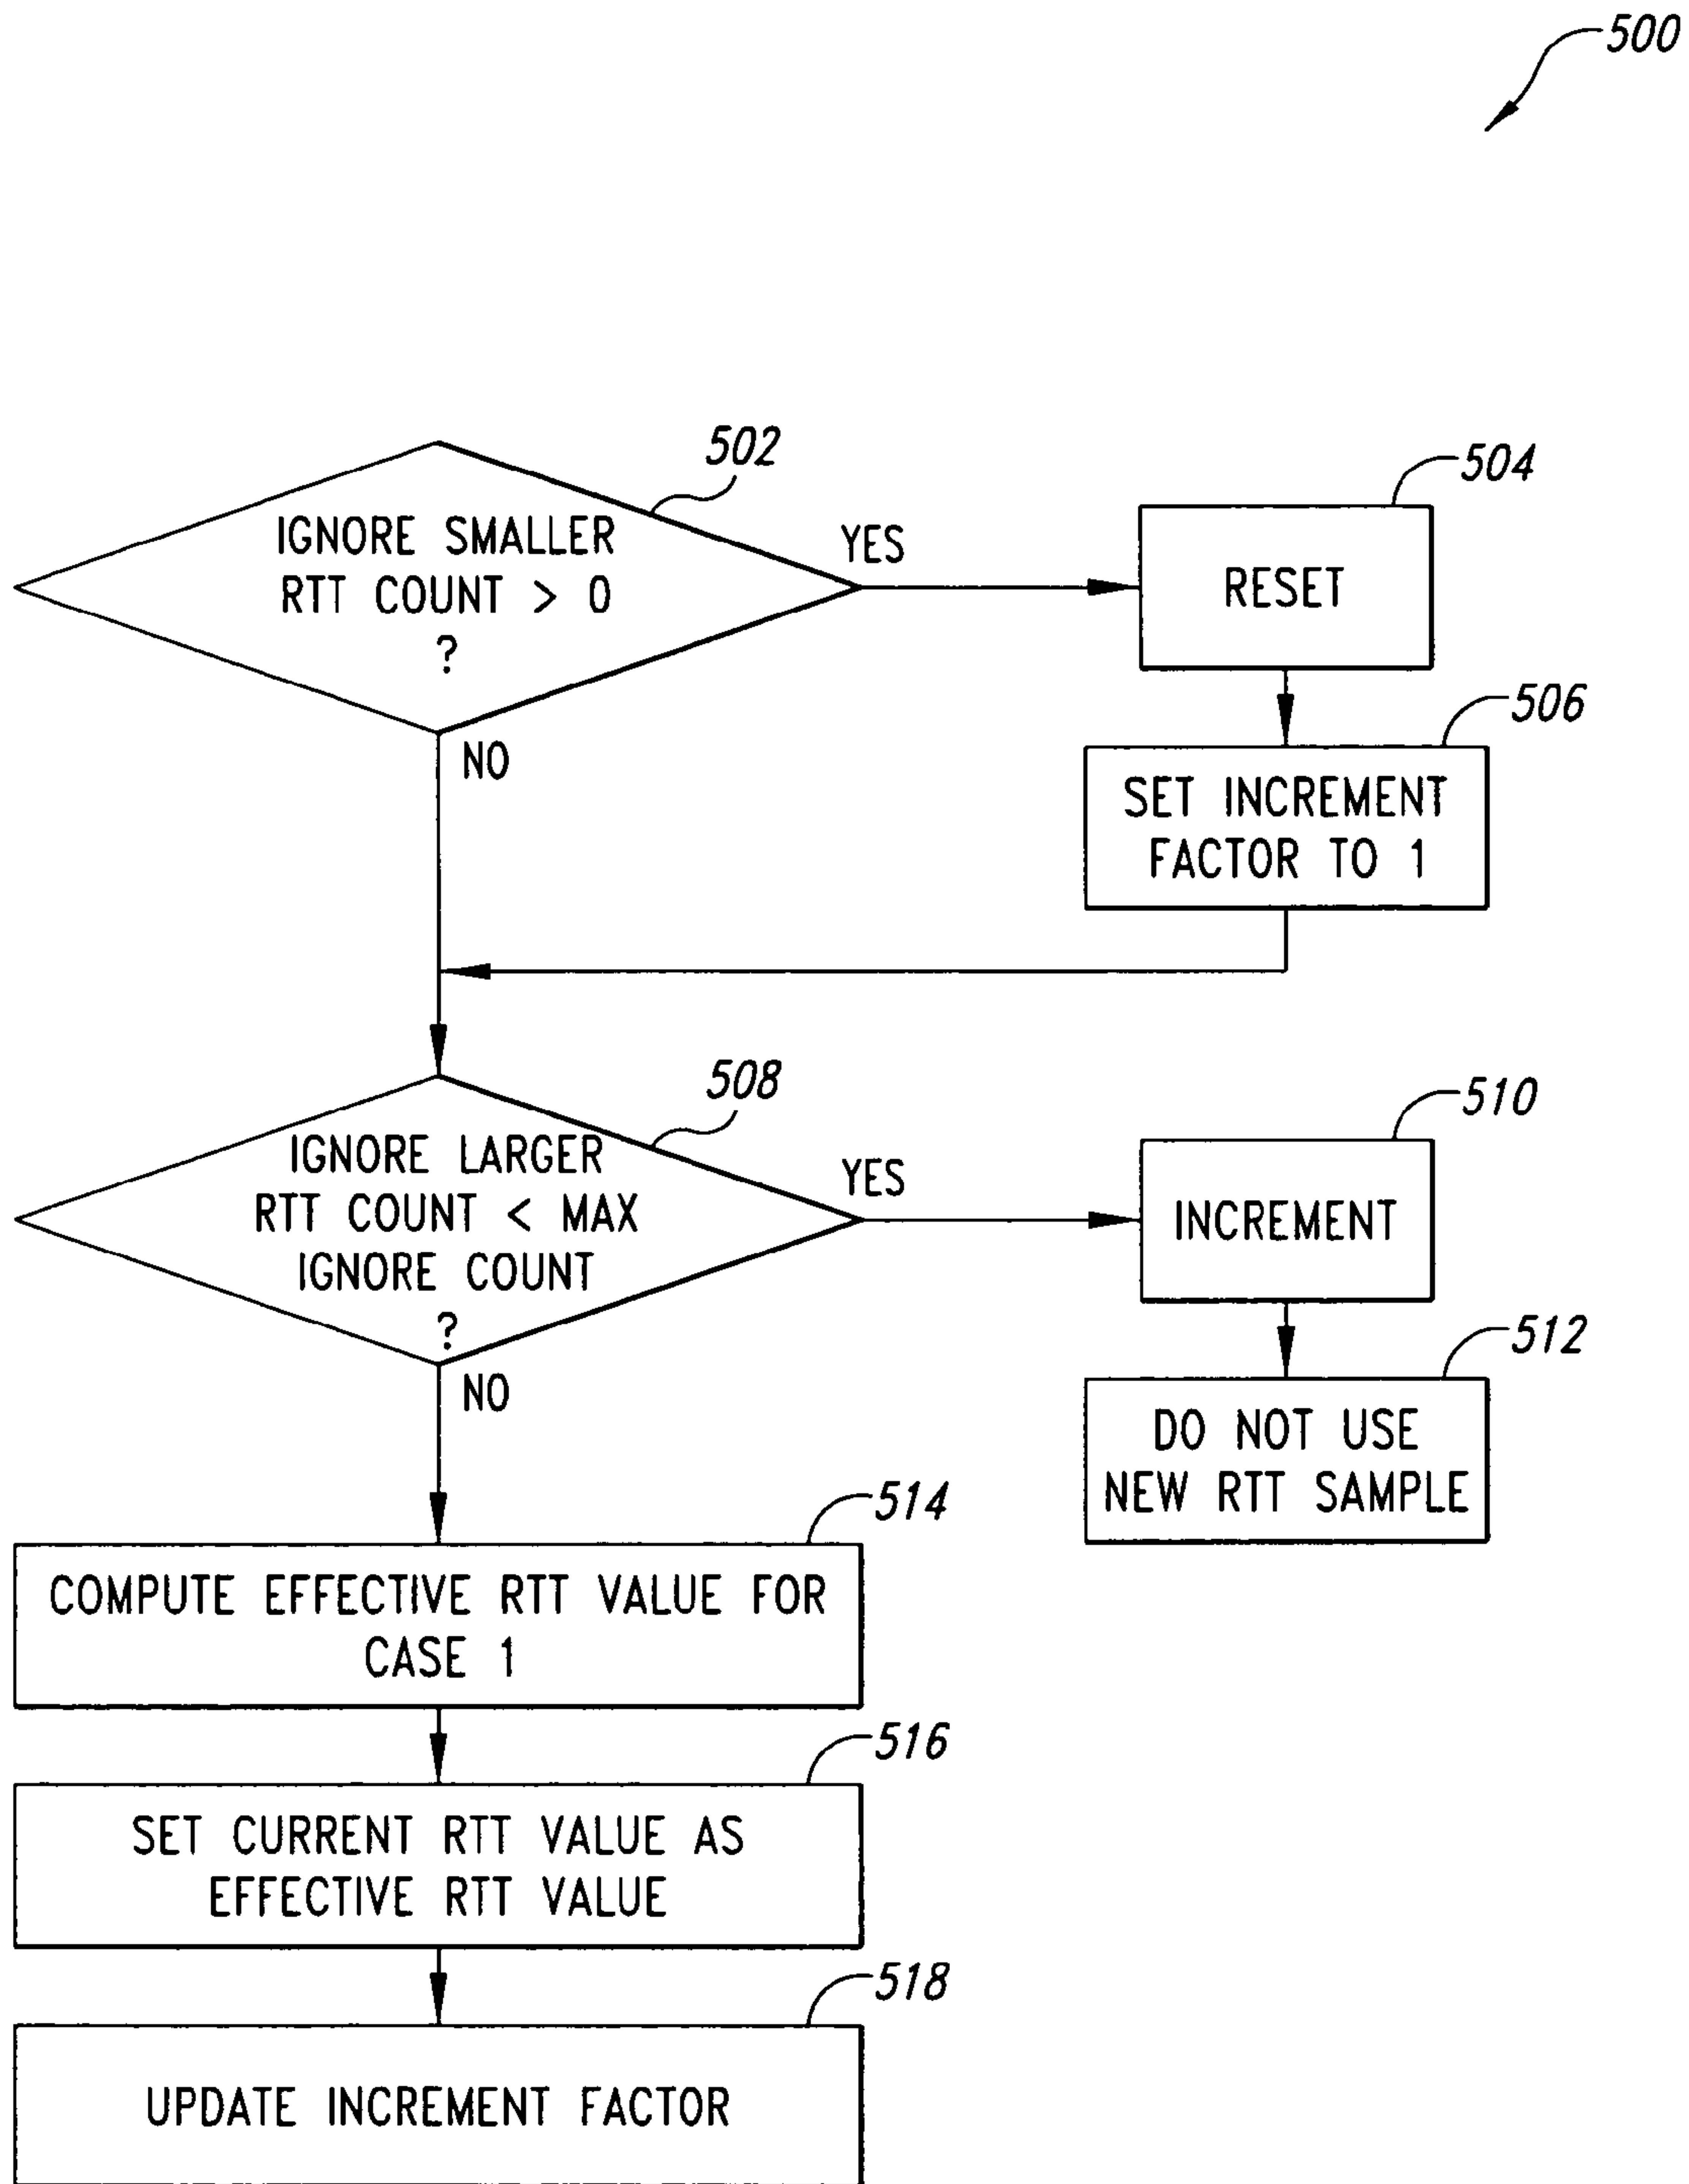 500
502
IGNORE SMALLER
RTT COUNT > 0
?
YES
NO
504
RESET
506
SET INCREMENT
FACTOR TO 1
508
IGNORE LARGER
RTT COUNT < MAX
IGNORE COUNT
?
YES
NO
510
INCREMENT
512
DO NOT USE
NEW RTT SAMPLE
514
COMPUTE EFFECTIVE RTT VALUE FOR
CASE 1
516
SET CURRENT RTT VALUE AS
EFFECTIVE RTT VALUE
518
UPDATE INCREMENT FACTOR